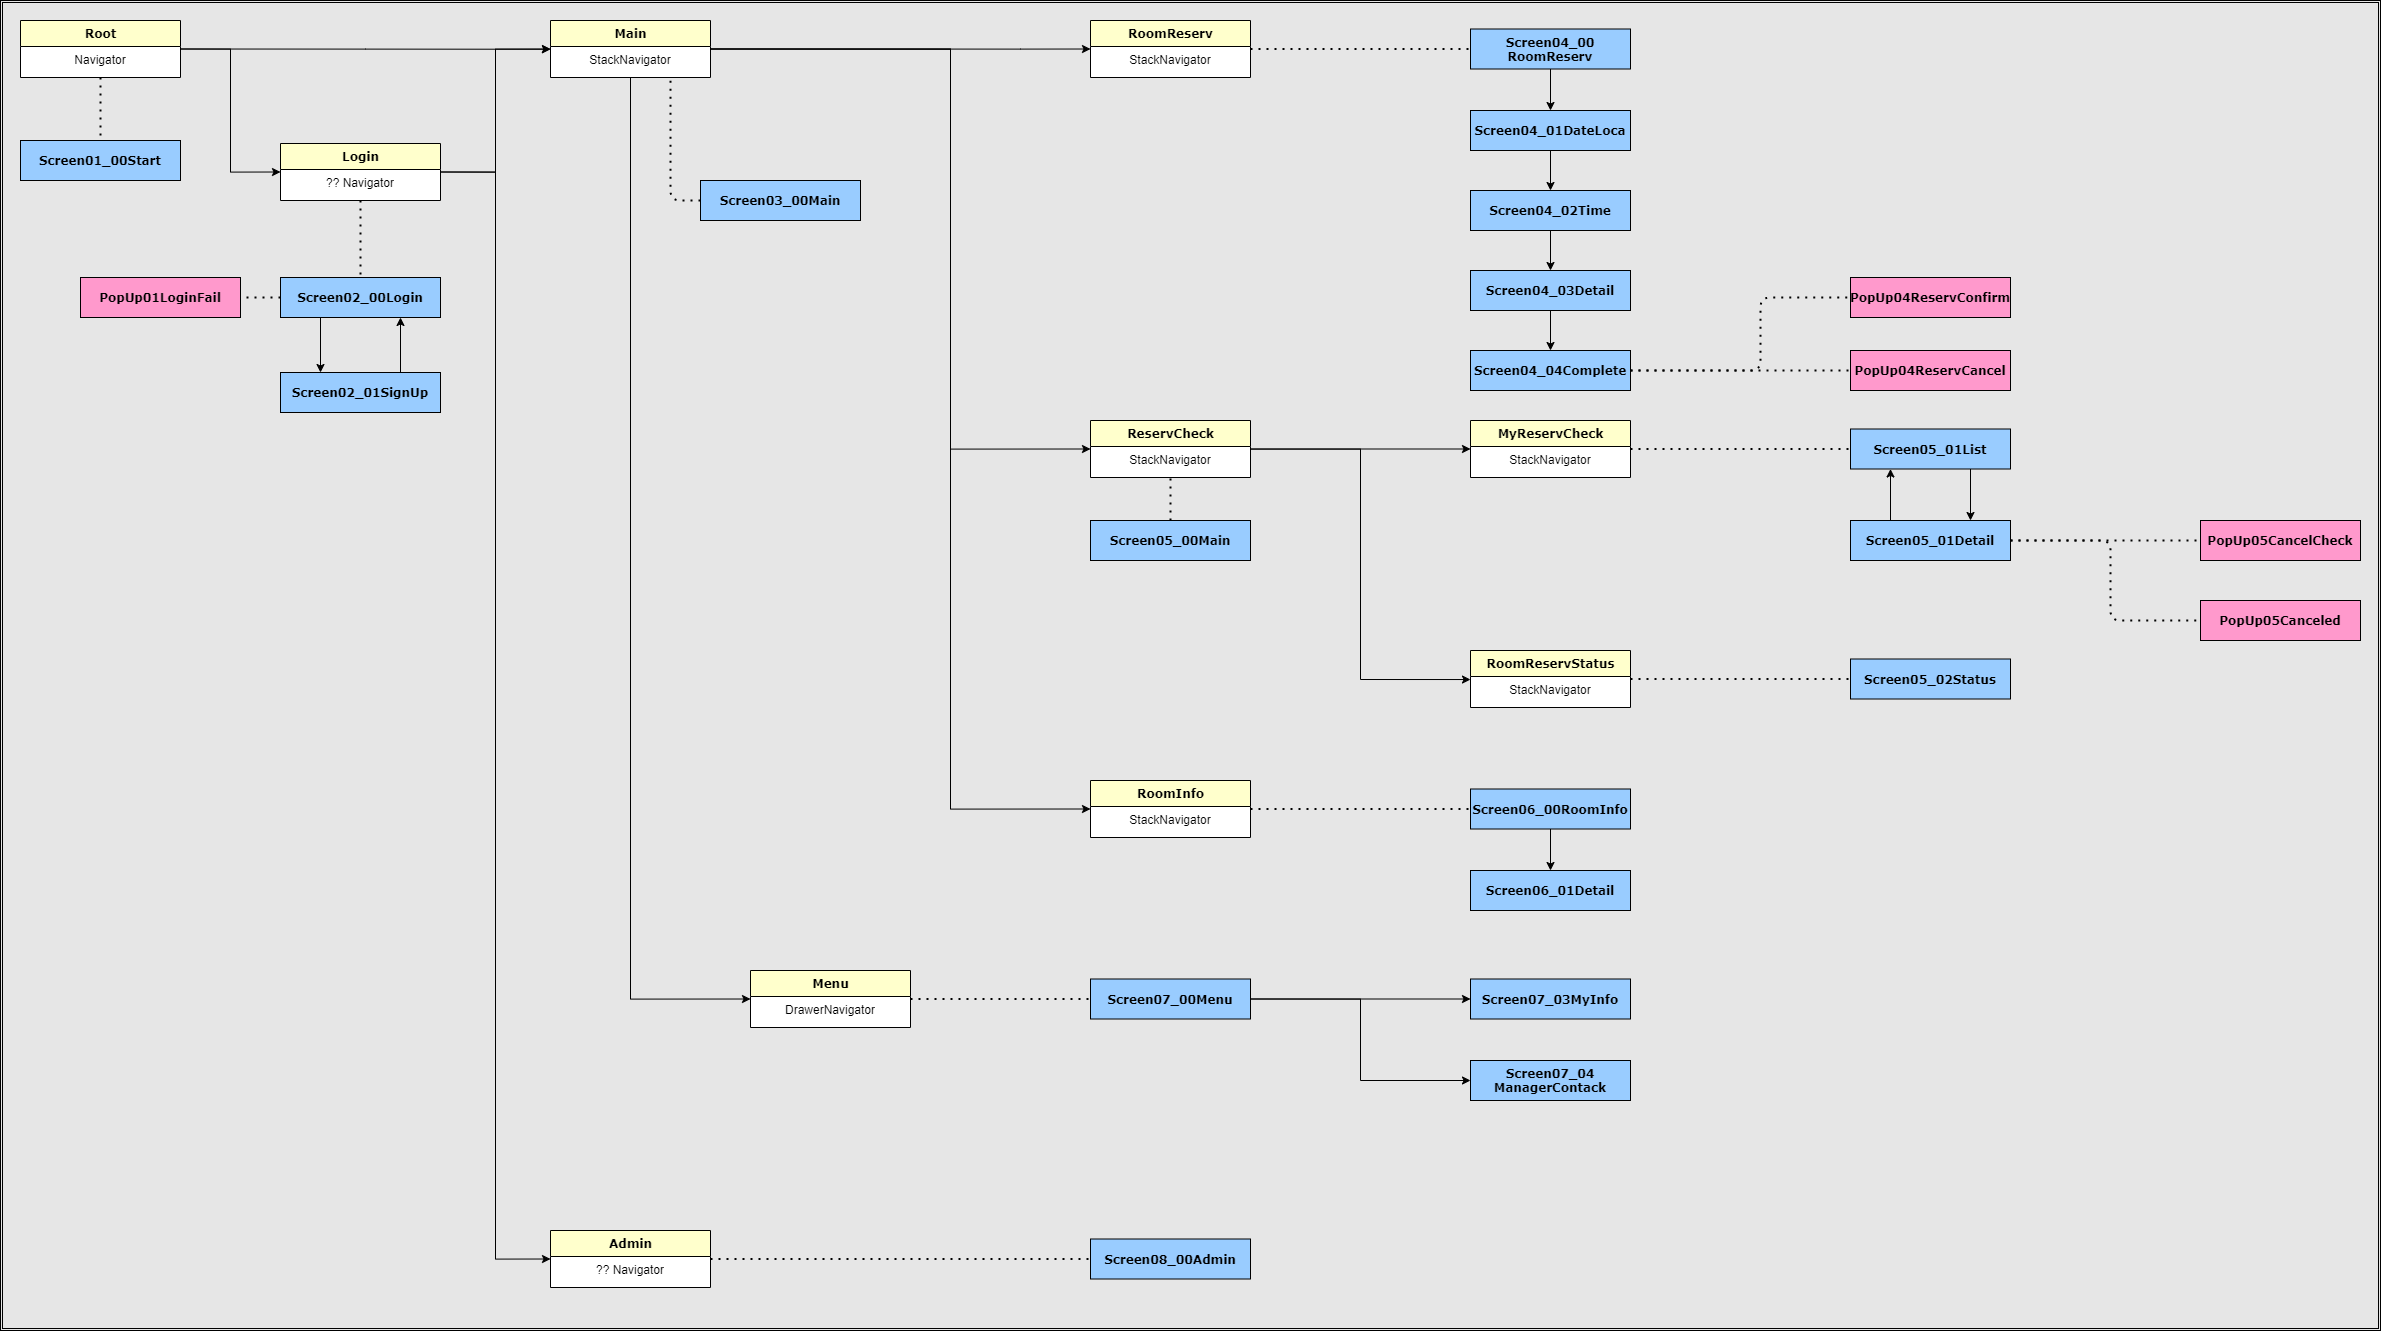 Root
Navigator
Main
StackNavigator
RoomReserv
StackNavigator
Screen04_00
RoomReserv
Screen04_01DateLoca
Screen01_00Start
Login
?? Navigator
Screen03_00Main
Screen04_02Time
PopUp01LoginFail
Screen02_00Login
Screen04_03Detail
PopUp04ReservConfirm
Screen02_01SignUp
Screen04_04Complete
PopUp04ReservCancel
ReservCheck
StackNavigator
MyReservCheck
StackNavigator
Screen05_01List
Screen05_00Main
Screen05_01Detail
PopUp05CancelCheck
PopUp05Canceled
RoomReservStatus
StackNavigator
Screen05_02Status
RoomInfo
StackNavigator
Screen06_00RoomInfo
Screen06_01Detail
Menu
DrawerNavigator
Screen07_00Menu
Screen07_03MyInfo
Screen07_04
ManagerContack
Admin
?? Navigator
Screen08_00Admin